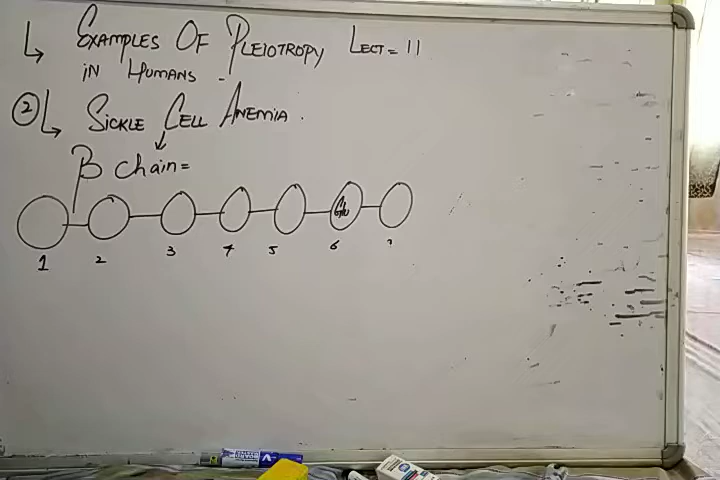 ↳ EXAMPLES OF PLEIOTROPY LECT = 11
IN HUMANS -
② ↳ SICKLE CELL ANEMIA .
↓
β chain =
Glu
1 2 3 4 5 6 7